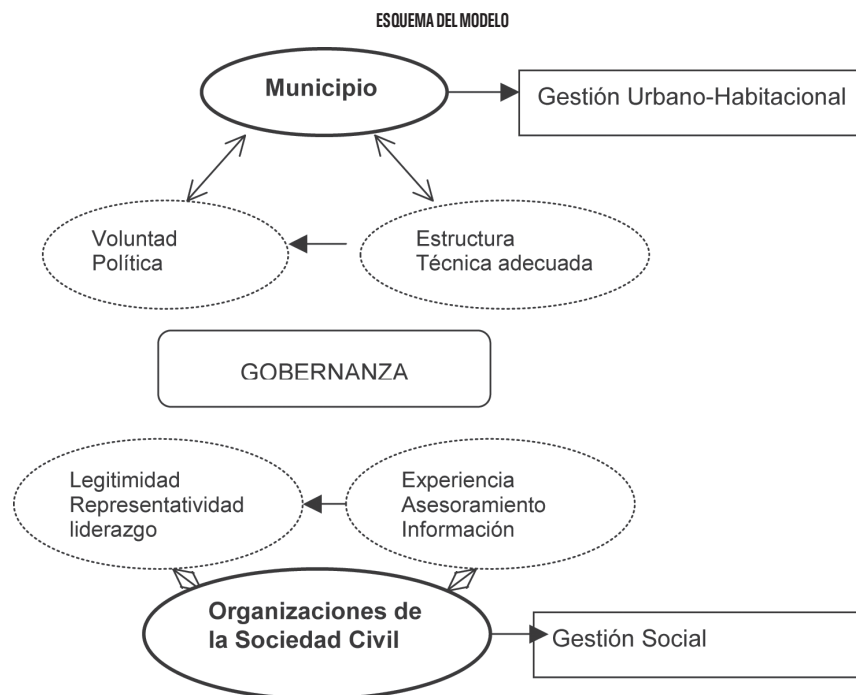 ESQUEMA DEL MODELO
Municipio
Gestión Urbano-Habitacional
Voluntad
Política
Estructura
Técnica adecuada
GOBERNANZA
Legitimidad
Representatividad
liderazgo
Experiencia
Asesoramiento
Información
Organizaciones de
la Sociedad Civil
Gestión Social